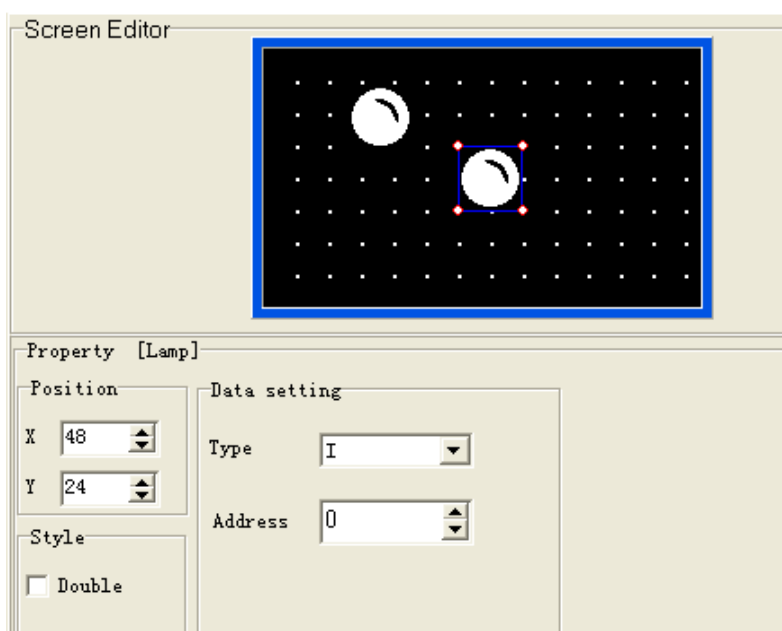 Screen Editor
Property [Lamp]
Position
Data setting
X 48
Type I
Y 24
Address 0
Style
Double